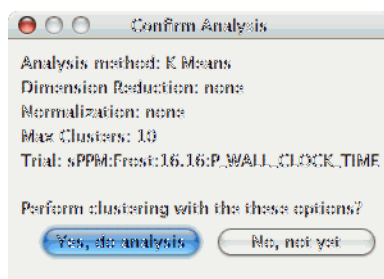 Confirm Analysis
Analysis method: K Means
Dimension Reduction: none
Normalization: none
Max Clusters: 10
Trial: sPPM:Frost:16.16:P_WALL_CLOCK_TIME
Perform clustering with the these options?
Yes, do analysis
No, not yet